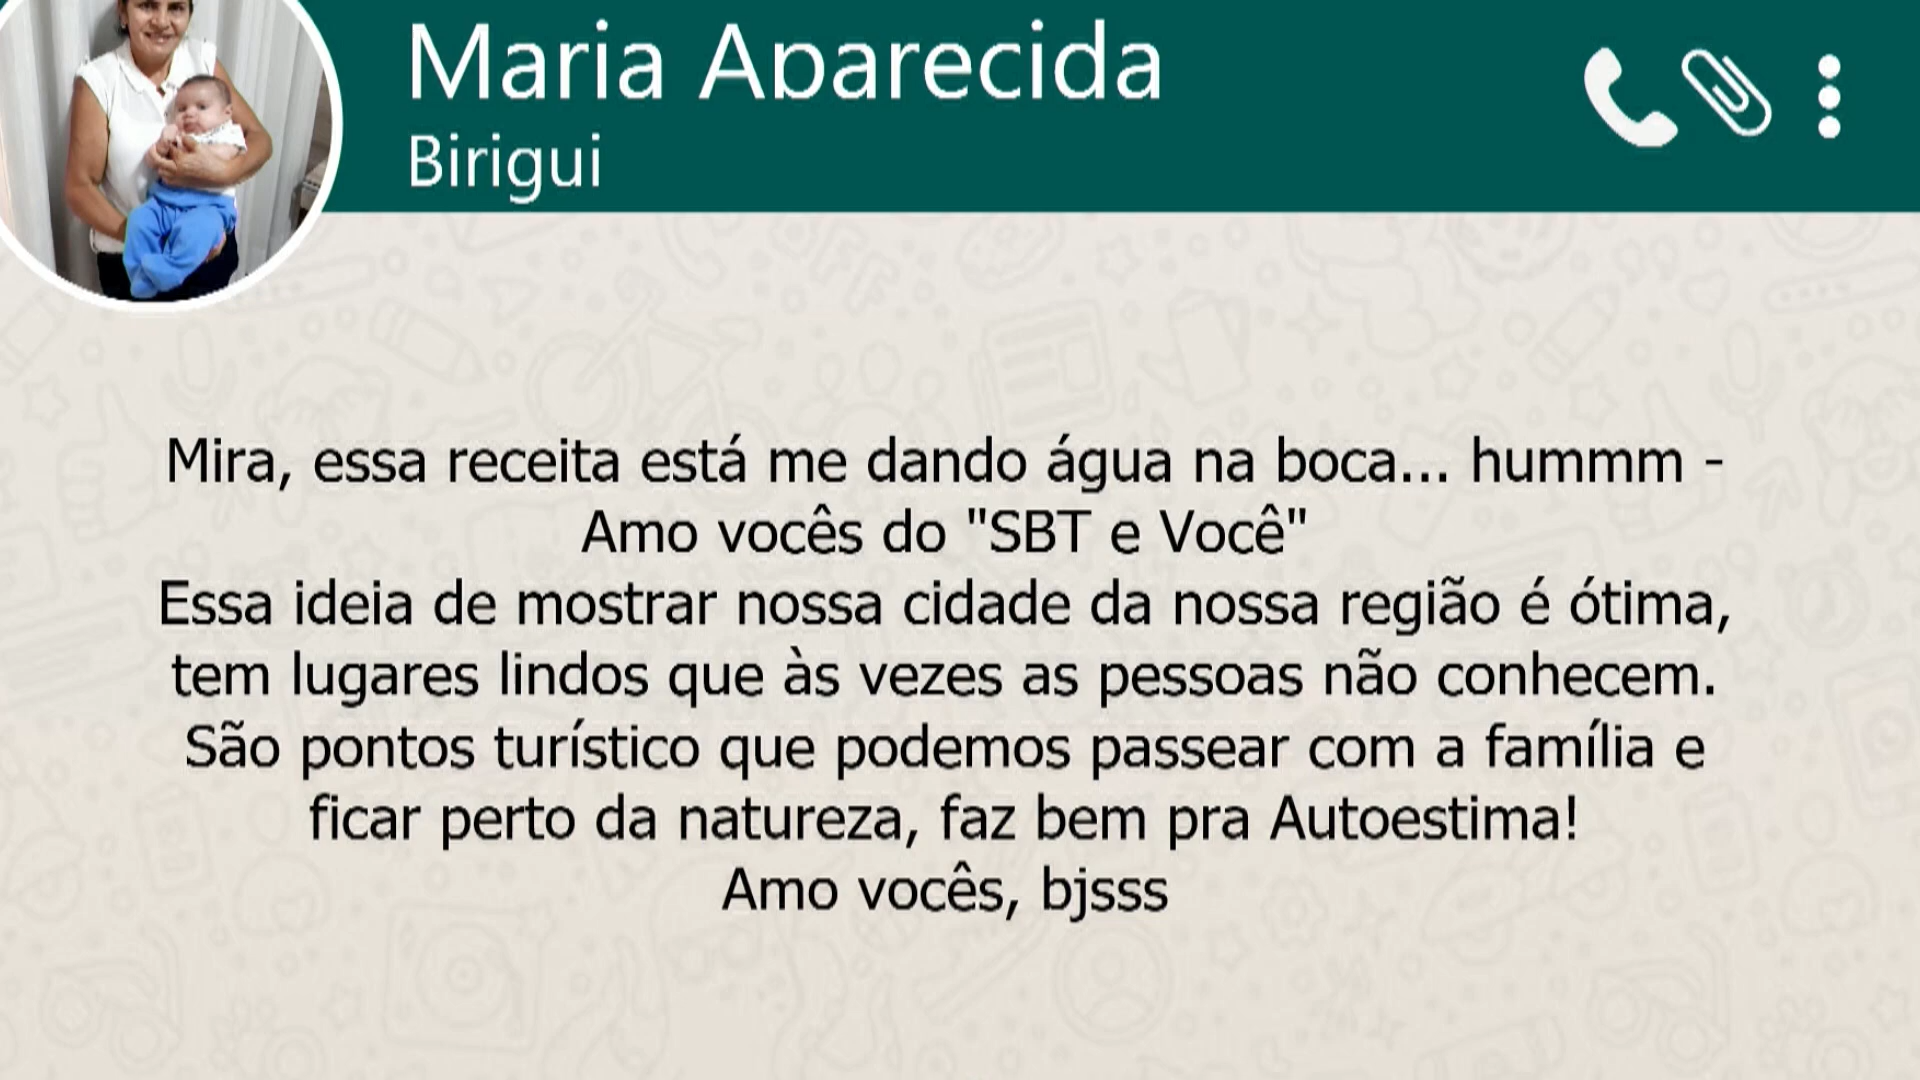 Maria Aparecida
Birigui
Mira, essa receita está me dando água na boca... hummm -
Amo vocês do "SBT e Você"
Essa ideia de mostrar nossa cidade da nossa região é ótima,
tem lugares lindos que às vezes as pessoas não conhecem.
São pontos turístico que podemos passear com a família e
ficar perto da natureza, faz bem pra Autoestima!
Amo vocês, bjsss